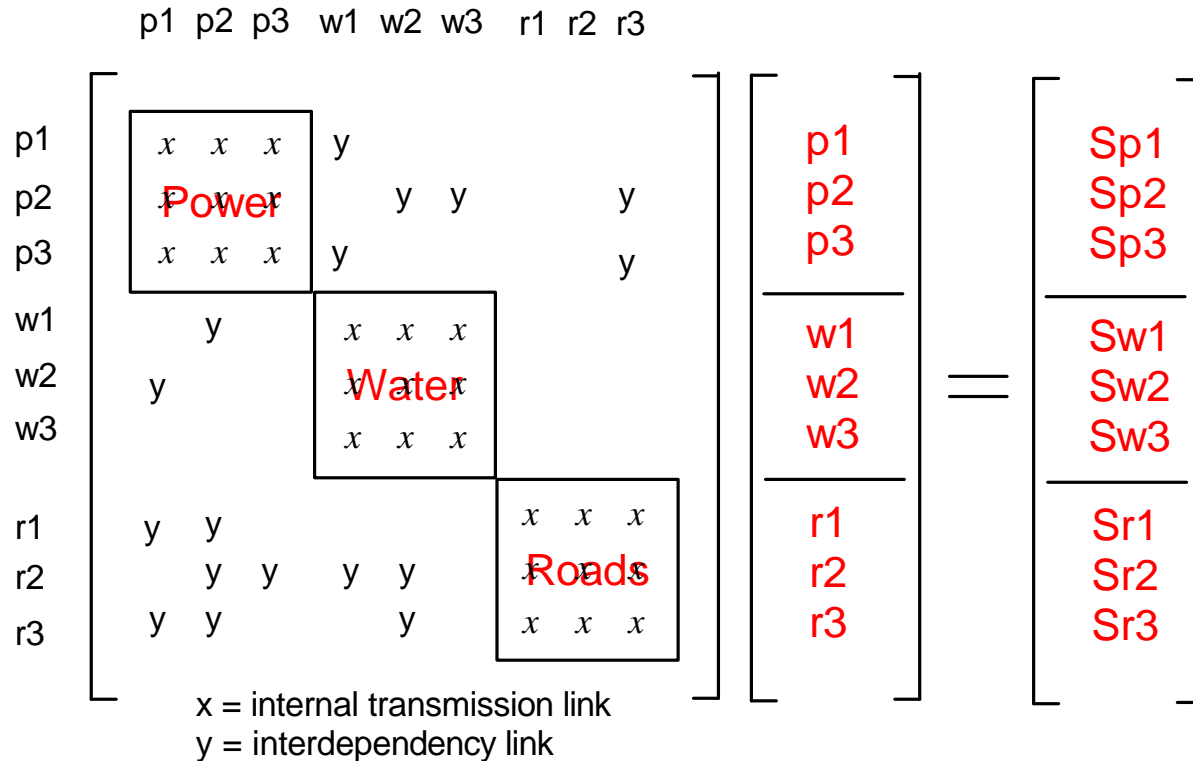 p1 p2 p3 w1 w2 w3 r1 r2 r3
p1 x x x y p1 Sp1
p2 x x x y y y p2 Sp2
Power
p3 x x x y y p3 Sp3
w1 y x x x w1 Sw1
w2 y x x x w2 = Sw2
Water
w3 x x x w3 Sw3
r1 y y x x x r1 Sr1
r2 y y y y x x x r2 Sr2
Roads
r3 y y y x x x r3 Sr3
x = internal transmission link
y = interdependency link